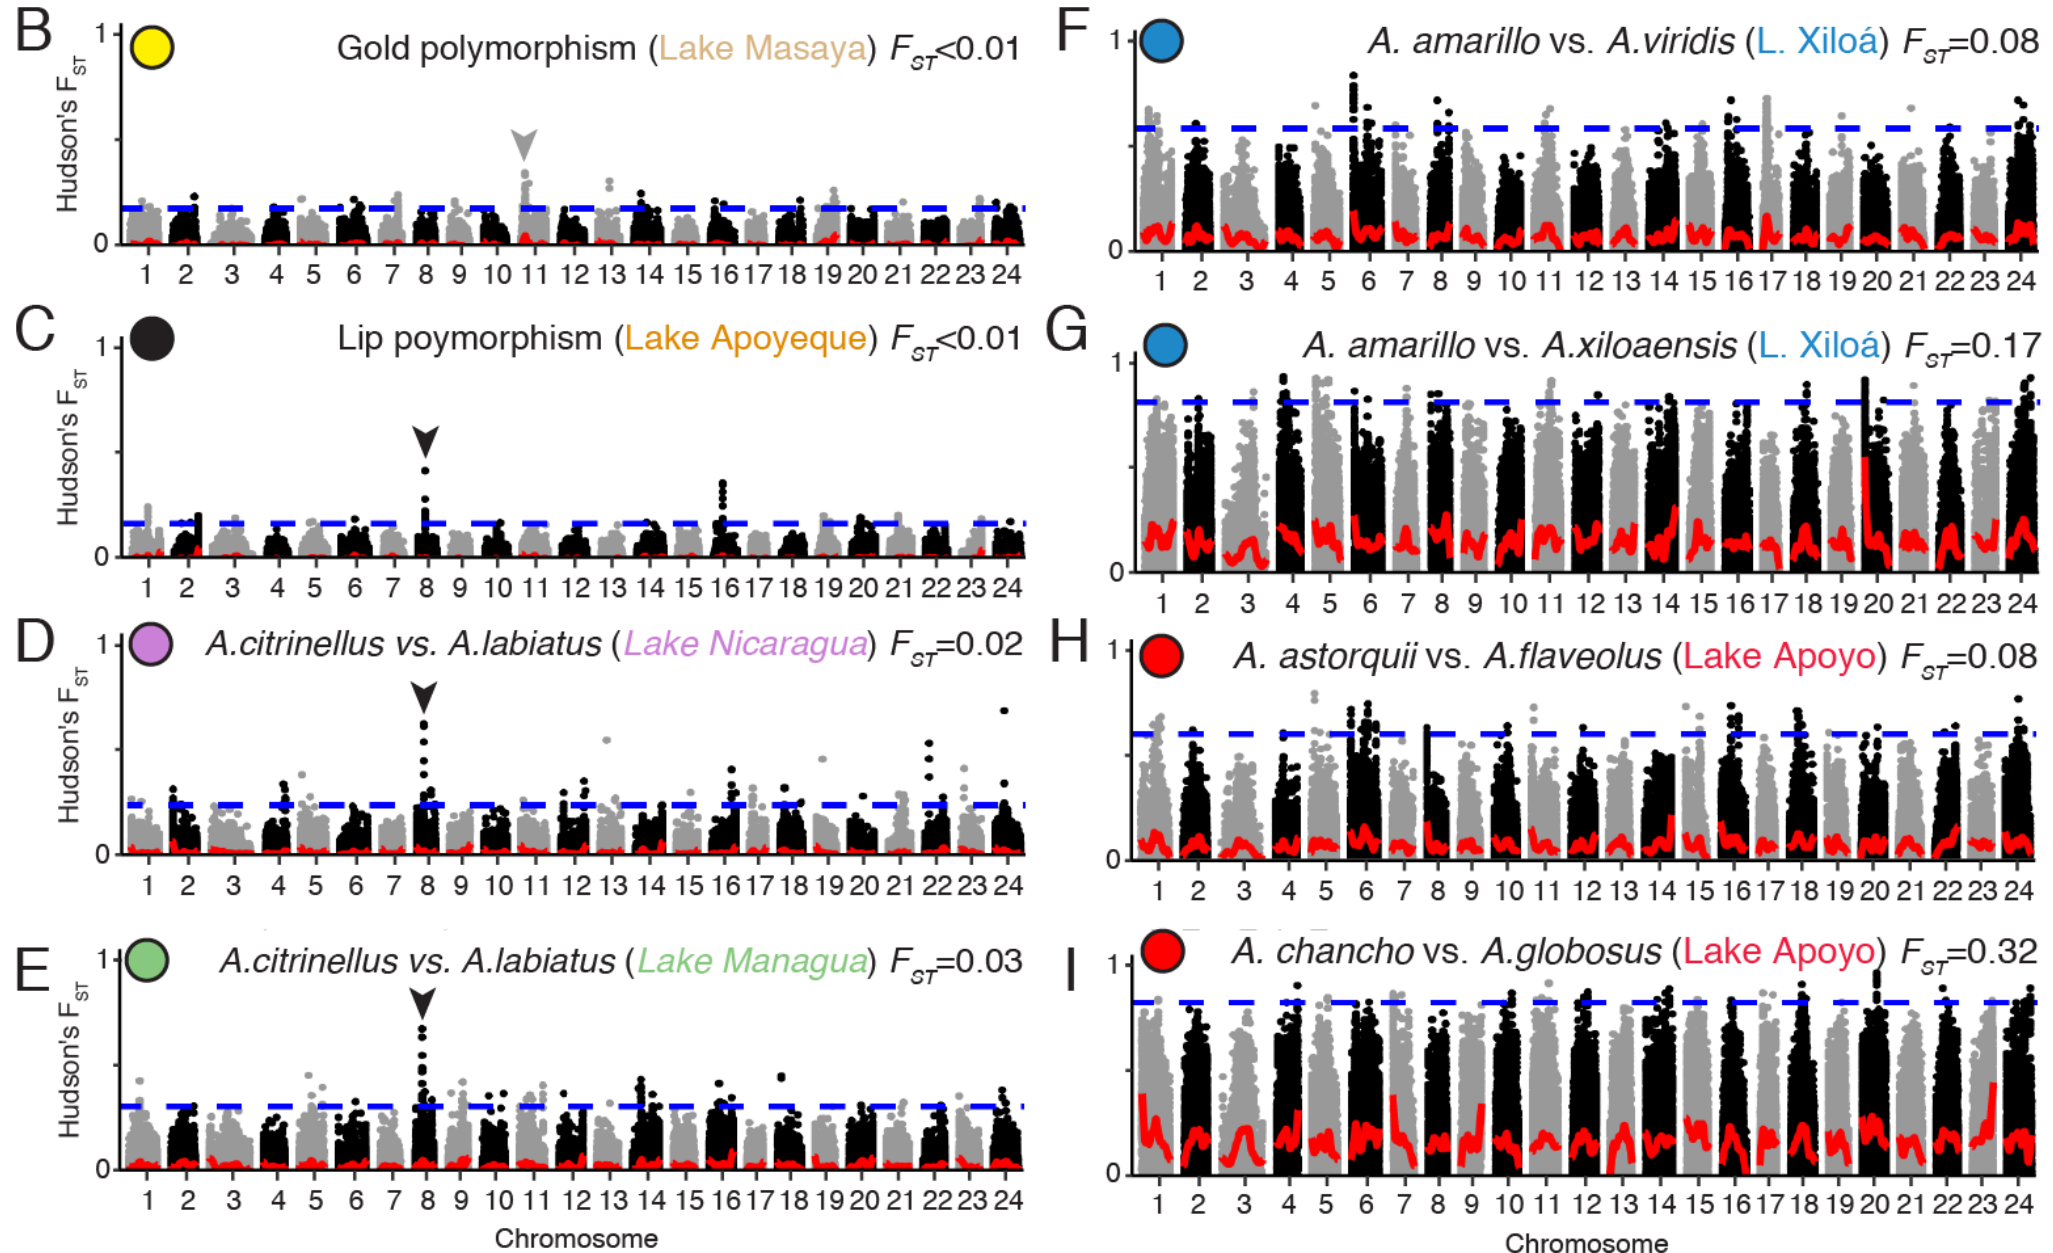 B
Gold polymorphism (Lake Masaya) FST<0.01
Hudson's FST
1
0
1 2 3 4 5 6 7 8 9 10 11 12 13 14 15 16 17 18 19 20 21 22 23 24
C
Lip poymorphism (Lake Apoyeque) FST<0.01
Hudson's FST
1
0
1 2 3 4 5 6 7 8 9 10 11 12 13 14 15 16 17 18 19 20 21 22 23 24
D
A.citrinellus vs. A.labiatus (Lake Nicaragua) FST=0.02
Hudson's FST
1
0
1 2 3 4 5 6 7 8 9 10 11 12 13 14 15 16 17 18 19 20 21 22 23 24
E
A.citrinellus vs. A.labiatus (Lake Managua) FST=0.03
Hudson's FST
1
0
1 2 3 4 5 6 7 8 9 10 11 12 13 14 15 16 17 18 19 20 21 22 23 24
Chromosome
F
A. amarillo vs. A.viridis (L. Xiloá) FST=0.08
1
0
1 2 3 4 5 6 7 8 9 10 11 12 13 14 15 16 17 18 19 20 21 22 23 24
G
A. amarillo vs. A.xiloaensis (L. Xiloá) FST=0.17
1
0
1 2 3 4 5 6 7 8 9 10 11 12 13 14 15 16 17 18 19 20 21 22 23 24
H
A. astorquii vs. A.flaveolus (Lake Apoyo) FST=0.08
1
0
1 2 3 4 5 6 7 8 9 10 11 12 13 14 15 16 17 18 19 20 21 22 23 24
I
A. chancho vs. A.globosus (Lake Apoyo) FST=0.32
1
0
1 2 3 4 5 6 7 8 9 10 11 12 13 14 15 16 17 18 19 20 21 22 23 24
Chromosome